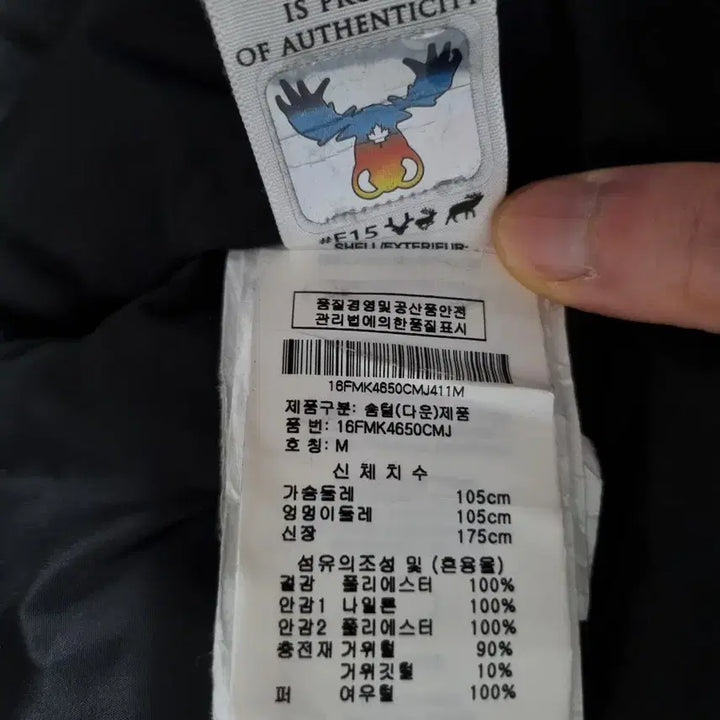 IS PR
OF AUTHENTICITY
#F15
SHELL/EXTERIEUR:
품질경영및공산품안전
관리법에의한품질표시
16FMK4650CMJ411M
제품구분: 솜털(다운)제품
품 번: 16FMK4650CMJ
호 칭: M
신 체 치 수
가슴둘레 105cm
엉덩이둘레 105cm
신장 175cm
섬유의조성 및 (혼용율)
겉감 폴리에스터 100%
안감1 나일론 100%
안감2 폴리에스터 100%
충전재 거위털 90%
거위깃털 10%
퍼 여우털 100%